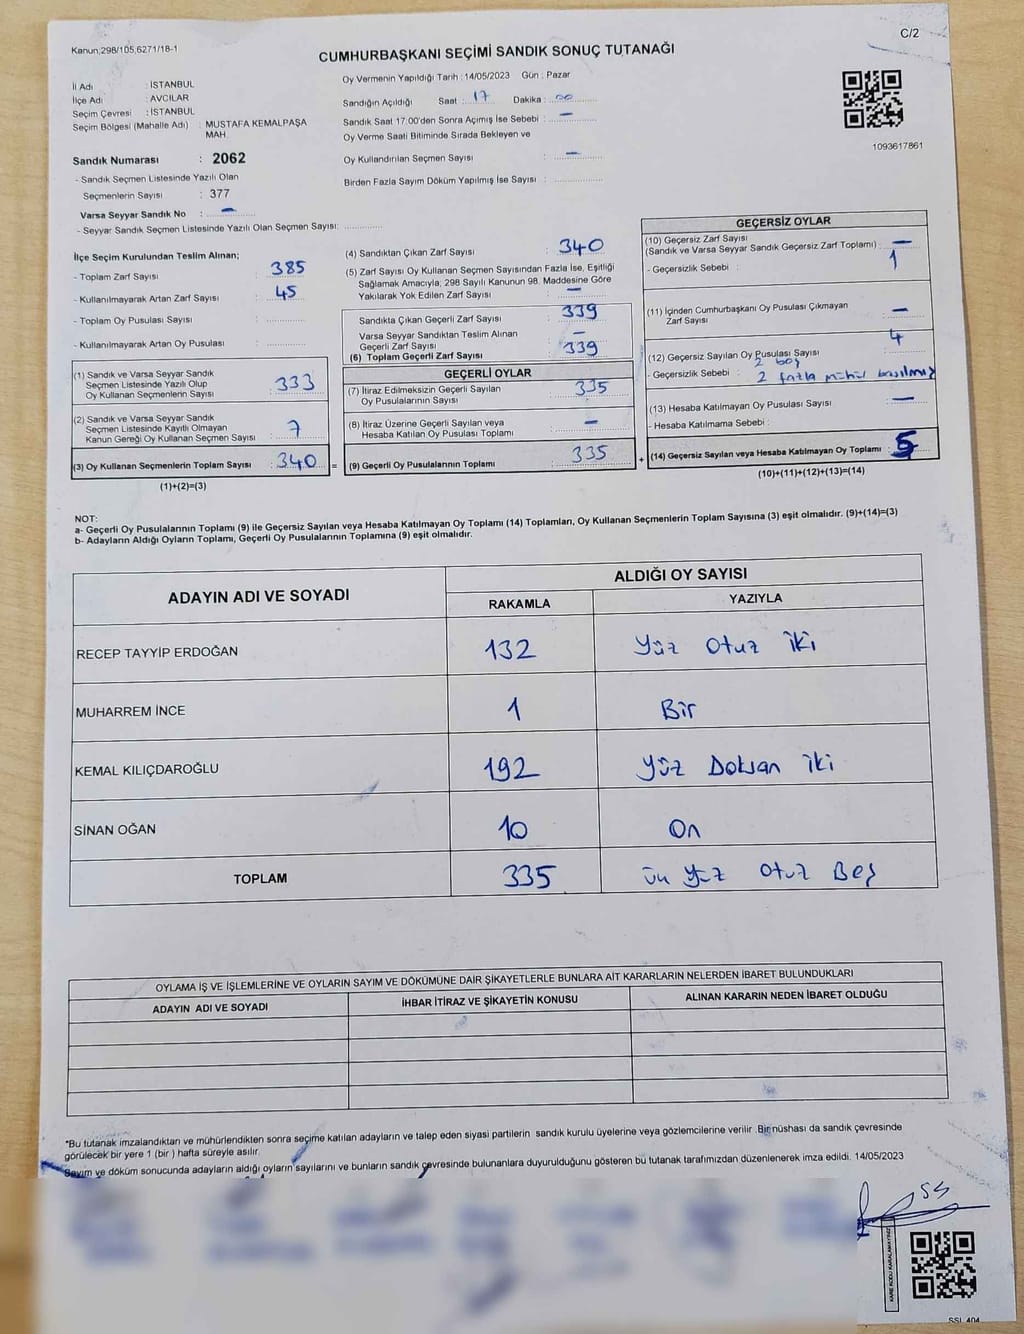 Kanun;298/105,6271/18-1
C/2
CUMHURBAŞKANI SEÇİMİ SANDIK SONUÇ TUTANAĞI
İl Adı : İSTANBUL
İlçe Adı : AVCILAR
Seçim Çevresi : İSTANBUL
Seçim Bölgesi (Mahalle Adı) : MUSTAFA KEMALPAŞA MAH.
Sandık Numarası : 2062
- Sandık Seçmen Listesinde Yazılı Olan
Seçmenlerin Sayısı : 377
Varsa Seyyar Sandık No : –
- Seyyar Sandık Seçmen Listesinde Yazılı Olan Seçmen Sayısı:
Oy Vermenin Yapıldığı Tarih : 14/05/2023 Gün : Pazar
Sandığın Açıldığı Saat : 17 Dakika : 00
Sandık Saat 17.00'den Sonra Açımış İse Sebebi : –
Oy Verme Saati Bitiminde Sırada Bekleyen ve
Oy Kullandırılan Seçmen Sayısı : –
Birden Fazla Sayım Döküm Yapılmış İse Sayısı :
1093617861
İlçe Seçim Kurulundan Teslim Alınan;
- Toplam Zarf Sayısı : 385
- Kullanılmayarak Artan Zarf Sayısı : 45
- Toplam Oy Pusulası Sayısı :
- Kullanılmayarak Artan Oy Pusulası :
(1) Sandık ve Varsa Seyyar Sandık
Seçmen Listesinde Yazılı Olup
Oy Kullanan Seçmenlerin Sayısı : 333
(2) Sandık ve Varsa Seyyar Sandık
Seçmen Listesinde Kayıtlı Olmayan
Kanun Gereği Oy Kullanan Seçmen Sayısı : 7
(3) Oy Kullanan Seçmenlerin Toplam Sayısı : 340 =
(1)+(2)=(3)
(4) Sandıktan Çıkan Zarf Sayısı : 340
(5) Zarf Sayısı Oy Kullanan Seçmen Sayısından Fazla İse, Eşitliği
Sağlamak Amacıyla; 298 Sayılı Kanunun 98. Maddesine Göre
Yakılarak Yok Edilen Zarf Sayısı : –
Sandıkta Çıkan Geçerli Zarf Sayısı : 339
Varsa Seyyar Sandıktan Teslim Alınan
Geçerli Zarf Sayısı : –
(6) Toplam Geçerli Zarf Sayısı : 339
GEÇERLİ OYLAR
(7) İtiraz Edilmeksizin Geçerli Sayılan
Oy Pusulalarının Sayısı : 335
(8) İtiraz Üzerine Geçerli Sayılan veya
Hesaba Katılan Oy Pusulası Toplamı : –
(9) Geçerli Oy Pusulalarının Toplamı : 335 +
GEÇERSİZ OYLAR
(10) Geçersiz Zarf Sayısı
(Sandık ve Varsa Seyyar Sandık Geçersiz Zarf Toplamı) : –
- Geçersizlik Sebebi : 1
(11) İçinden Cumhurbaşkanı Oy Pusulası Çıkmayan
Zarf Sayısı : –
(12) Geçersiz Sayılan Oy Pusulası Sayısı : 4
2 boş
- Geçersizlik Sebebi : 2 fazla mühür basılmış
(13) Hesaba Katılmayan Oy Pusulası Sayısı : –
- Hesaba Katılmama Sebebi :
(14) Geçersiz Sayılan veya Hesaba Katılmayan Oy Toplamı : 5
(10)+(11)+(12)+(13)=(14)
NOT:
a- Geçerli Oy Pusulalarının Toplamı (9) ile Geçersiz Sayılan veya Hesaba Katılmayan Oy Toplamı (14) Toplamları, Oy Kullanan Seçmenlerin Toplam Sayısına (3) eşit olmalıdır. (9)+(14)=(3)
b- Adayların Aldığı Oyların Toplamı, Geçerli Oy Pusulalarının Toplamına (9) eşit olmalıdır.
ADAYIN ADI VE SOYADI
ALDIĞI OY SAYISI
RAKAMLA YAZIYLA
RECEP TAYYİP ERDOĞAN 132 Yüz otuz iki
MUHARREM İNCE 1 Bir
KEMAL KILIÇDAROĞLU 192 Yüz Doksan iki
SİNAN OĞAN 10 On
TOPLAM 335 üç yüz otuz Beş
OYLAMA İŞ VE İŞLEMLERİNE VE OYLARIN SAYIM VE DÖKÜMÜNE DAİR ŞİKAYETLERLE BUNLARA AİT KARARLARIN NELERDEN İBARET BULUNDUKLARI
ADAYIN ADI VE SOYADI İHBAR İTİRAZ VE ŞİKAYETİN KONUSU ALINAN KARARIN NEDEN İBARET OLDUĞU
*Bu tutanak imzalandıktan ve mühürlendikten sonra seçime katılan adayların ve talep eden siyasi partilerin sandık kurulu üyelerine veya gözlemcilerine verilir. Bir nüshası da sandık çevresinde
görülecek bir yere 1 (bir) hafta süreyle asılır.
Sayım ve döküm sonucunda adayların aldığı oyların sayılarını ve bunların sandık çevresinde bulunanlara duyurulduğunu gösteren bu tutanak tarafımızdan düzenlenerek imza edildi. 14/05/2023
KARE KODU KARALAMAYINIZ
SSI 404